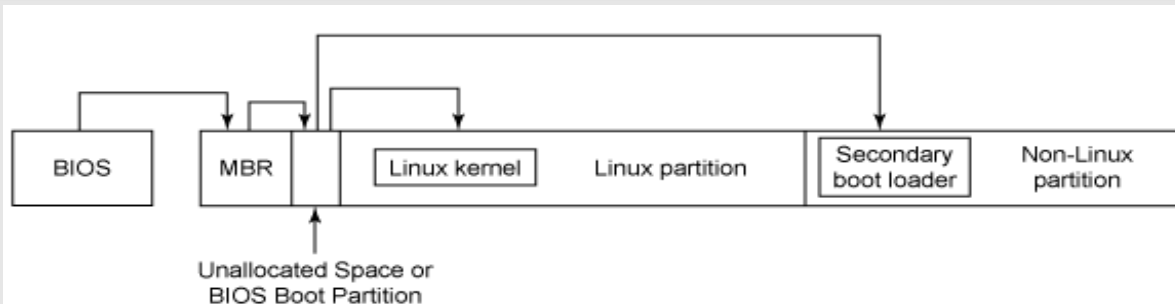 BIOS
MBR
Linux kernel
Linux partition
Secondary
boot loader
Non-Linux
partition
Unallocated Space or
BIOS Boot Partition